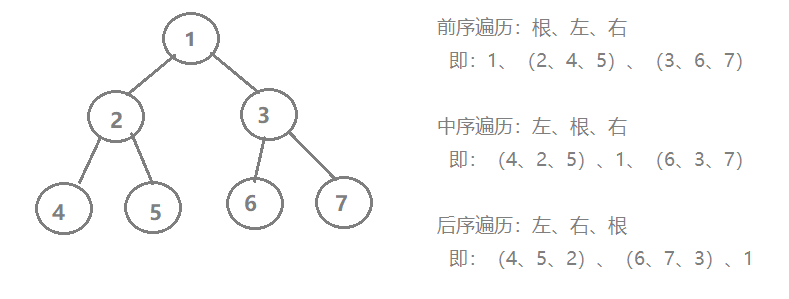 1
2
3
4
5
6
7
前序遍历：根、左、右
即：1、（2、4、5）、（3、6、7）
中序遍历：左、根、右
即：（4、2、5）、1、（6、3、7）
后序遍历：左、右、根
即：（4、5、2）、（6、7、3）、1